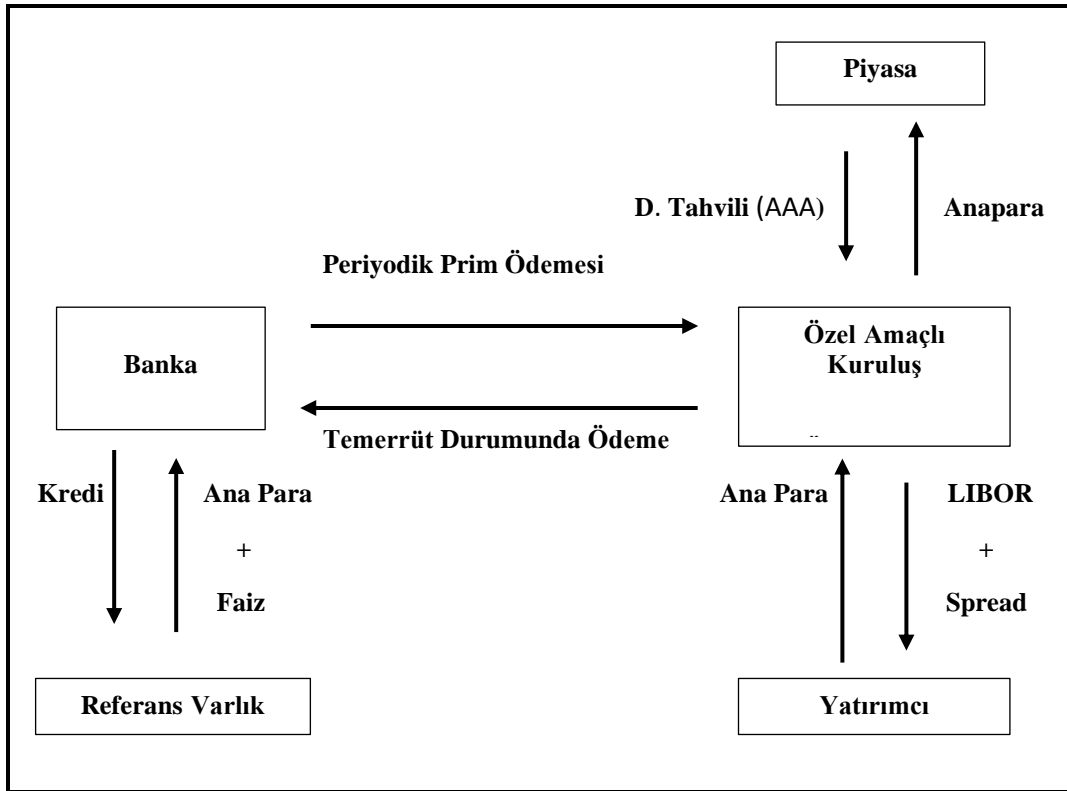 Piyasa
D. Tahvili (AAA)
Anapara
Periyodik Prim Ödemesi
Banka
Özel Amaçlı
Kuruluş
Temerrüt Durumunda Ödeme
Kredi
Ana Para
+
Faiz
Ana Para
LIBOR
+
Spread
Referans Varlık
Yatırımcı